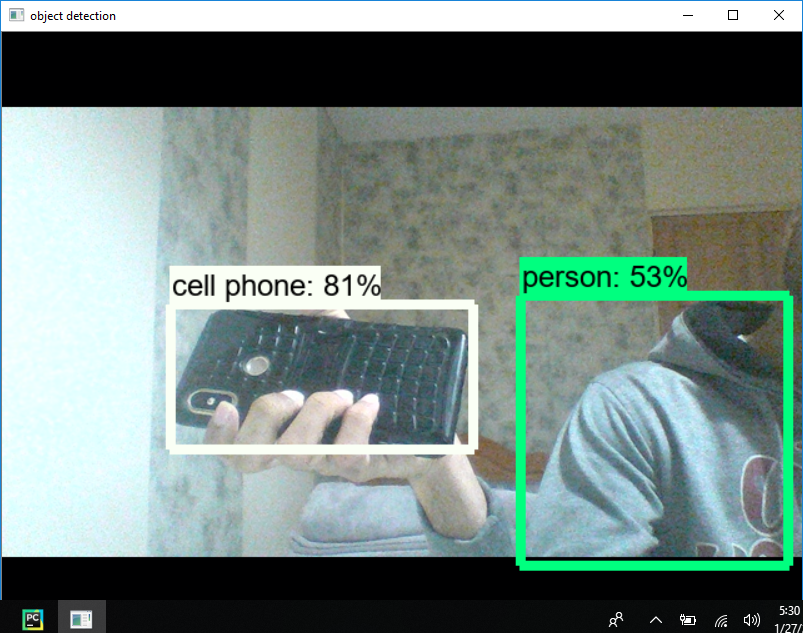 object detection
cell phone: 81%
person: 53%
PC
5:30
1/27/